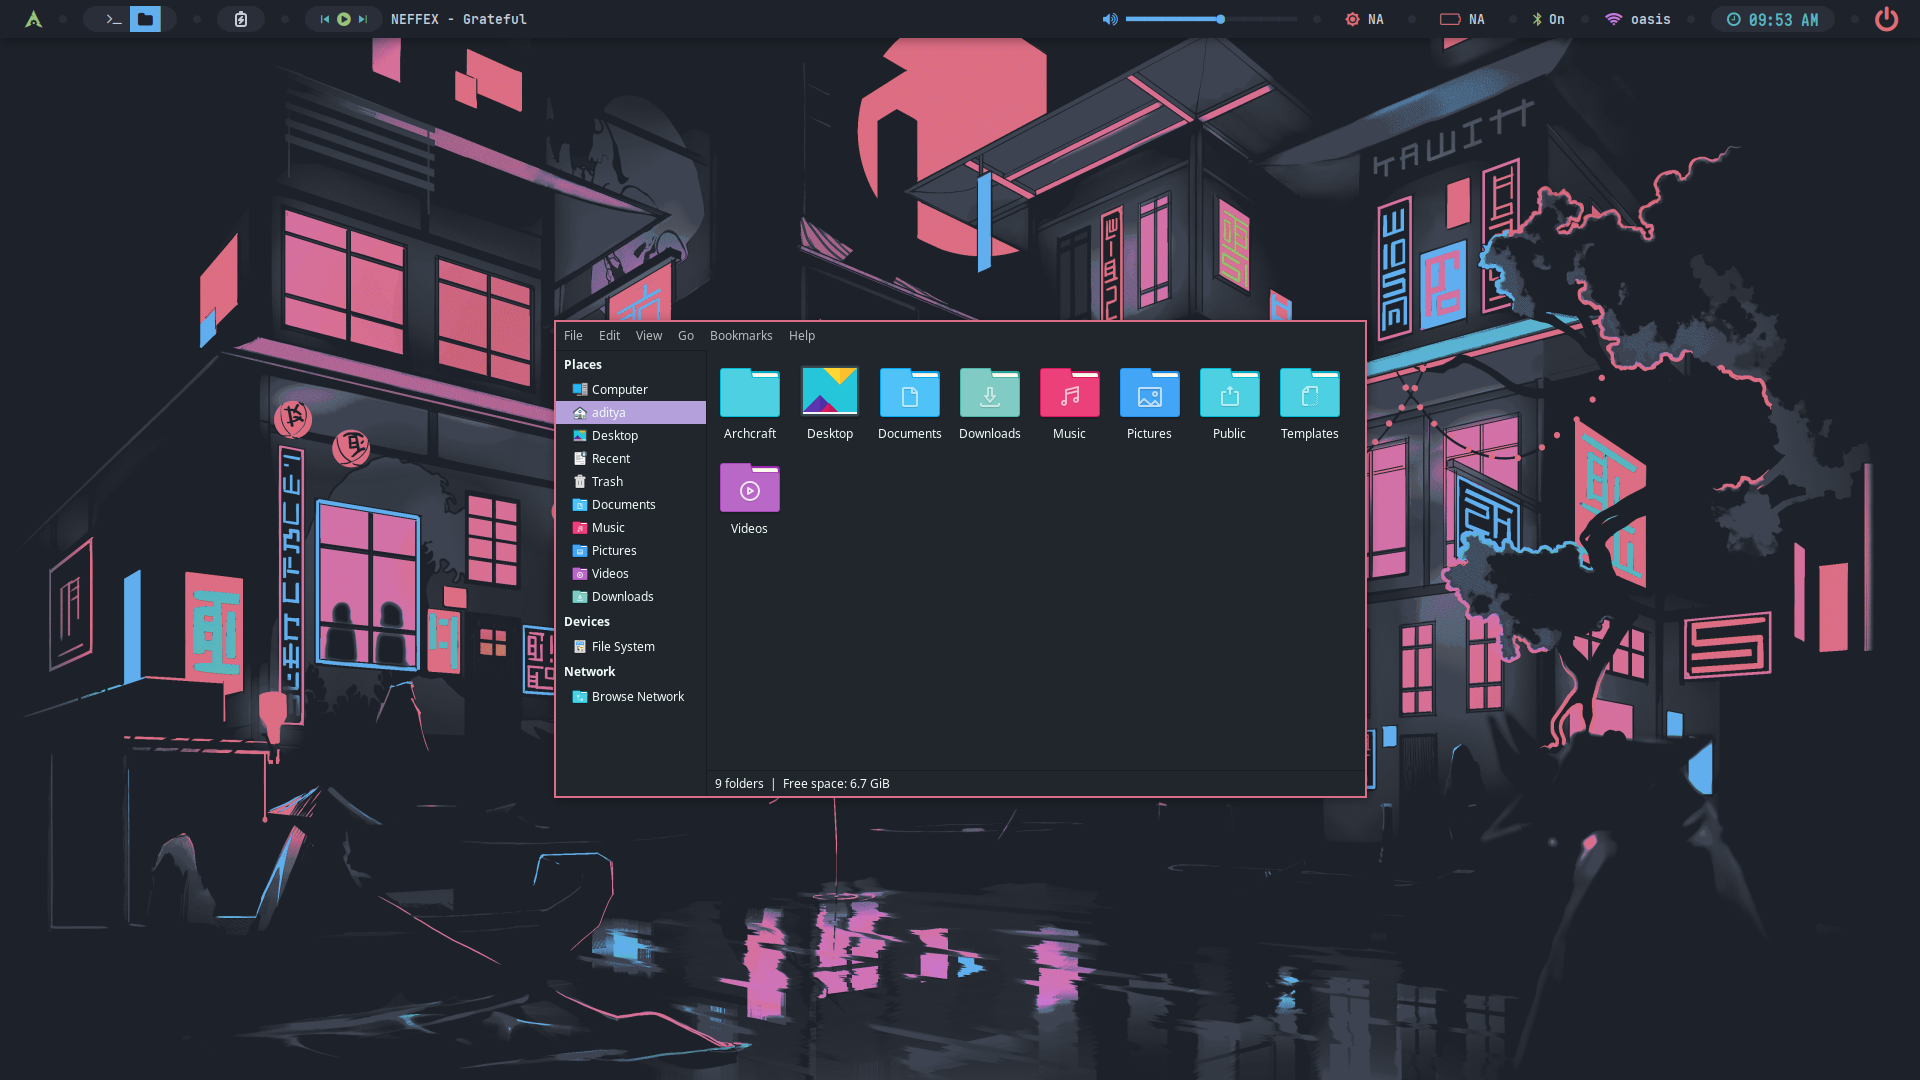 NEFFEX - Grateful
NA
NA
On
oasis
09:53 AM
KAWITT
File Edit View Go Bookmarks Help
Places
Computer
aditya
Desktop
Recent
Trash
Documents
Music
Pictures
Videos
Downloads
Devices
File System
Network
Browse Network
Archcraft
Desktop
Documents
Downloads
Music
Pictures
Public
Templates
Videos
9 folders | Free space: 6.7 GiB